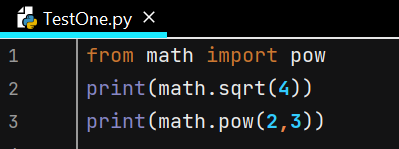 TestOne.py ×
1 from math import pow
2 print(math.sqrt(4))
3 print(math.pow(2,3))